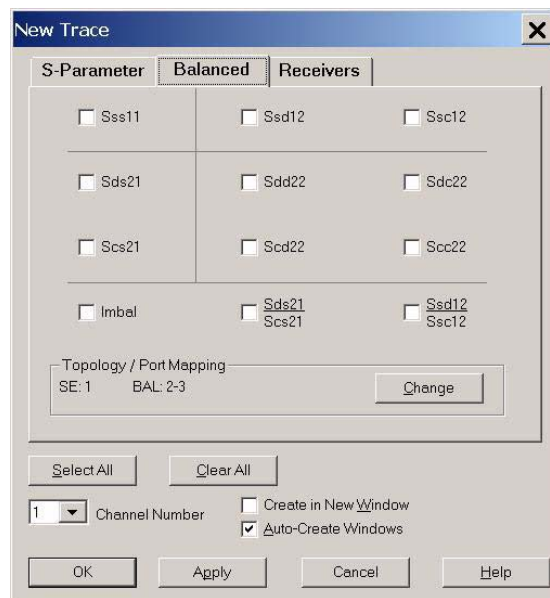 New Trace
S-Parameter Balanced Receivers
Sss11 Ssd12 Ssc12
Sds21 Sdd22 Sdc22
Scs21 Scd22 Scc22
Imbal Sds21 Ssd12
Scs21 Ssc12
Topology / Port Mapping
SE: 1 BAL: 2-3 Change
Select All Clear All
1 Channel Number
Create in New Window
Auto-Create Windows
OK Apply Cancel Help